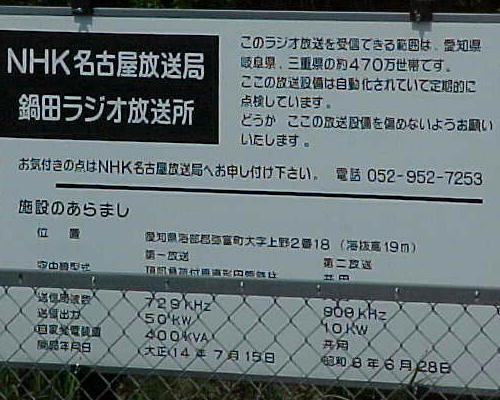 NHK名古屋放送局
鍋田ラジオ放送所
このラジオ放送を受信できる範囲は、愛知県
岐阜県、三重県の約470万世帯です。
ここの放送設備は自動化されていて定期的に
点検しています。
どうか ここの放送設備を傷めないようお願い
いたします。
お気付きの点はNHK名古屋放送局へお申し付け下さい。 電話 052-952-7253
施設のあらまし
位置 愛知県海部郡弥富町大字上野2番18 (海抜高19m)
第一放送 第二放送
空中線型式 共用
送信周波数 729KHz 909KHz
送信出力 50KW 10KW
自家発電装置 400KVA 共用
開局年月日 大正14年7月15日 昭和8年6月28日